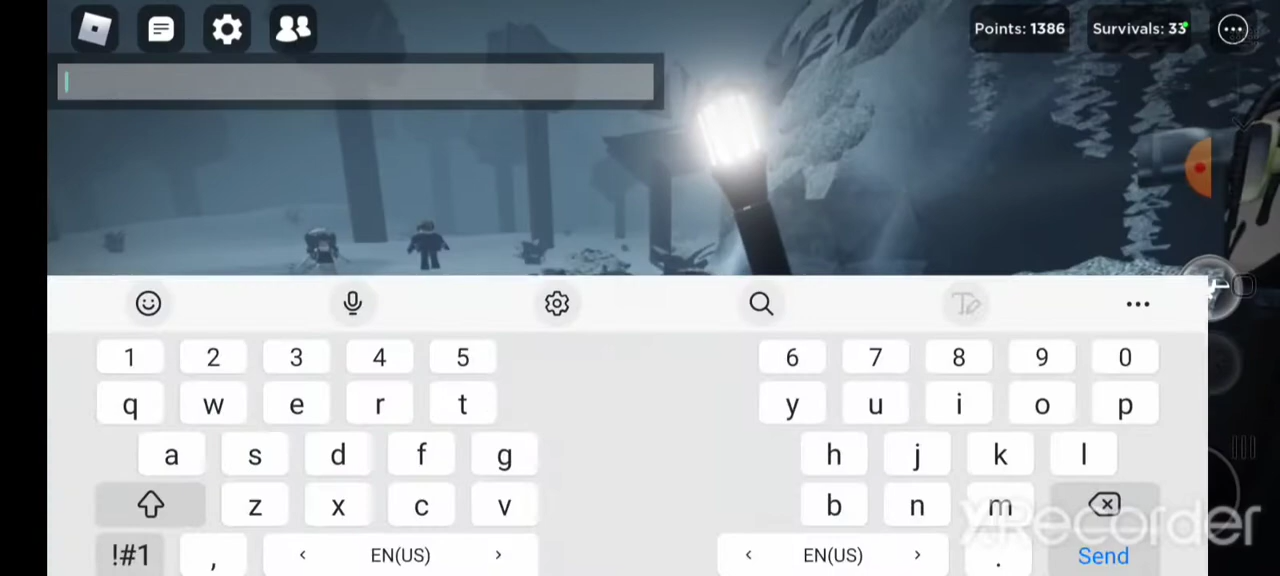 Points: 1386 Survivals: 33
1 2 3 4 5 6 7 8 9 0
q w e r t y u i o p
a s d f g h j k l
z x c v b n m
!#1 , < EN(US) > < EN(US) > . Send
XRecorder